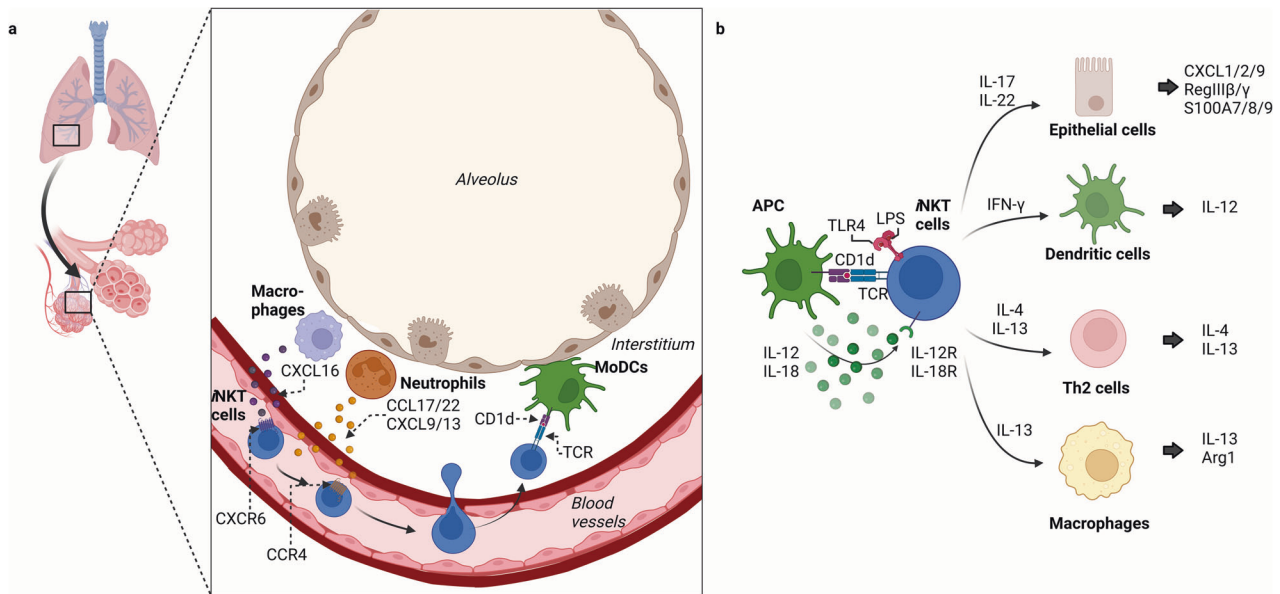 a
Alveolus
Macro-
phages
Interstitium
CXCL16
Neutrophils
MoDCs
iNKT
cells
CCL17/22
CXCL9/13
CD1d
TCR
CXCR6
Blood
vessels
CCR4
b
APC
TLR4
LPS
iNKT
cells
CD1d
TCR
IL-12
IL-18
IL-12R
IL-18R
IL-17
IL-22
Epithelial cells
CXCL1/2/9
RegIIIβ/γ
S100A7/8/9
IFN-γ
Dendritic cells
IL-12
IL-4
IL-13
Th2 cells
IL-4
IL-13
IL-13
Macrophages
IL-13
Arg1